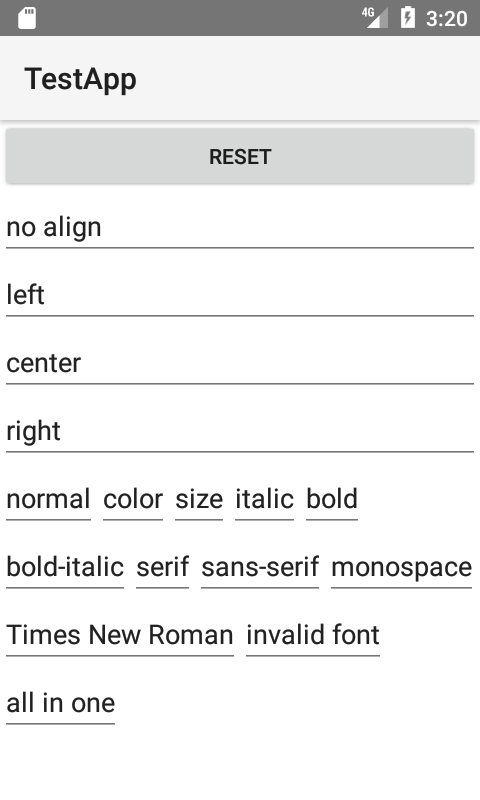 4G 3:20
TestApp
RESET
no align
left
center
right
normal color size italic bold
bold-italic serif sans-serif monospace
Times New Roman invalid font
all in one